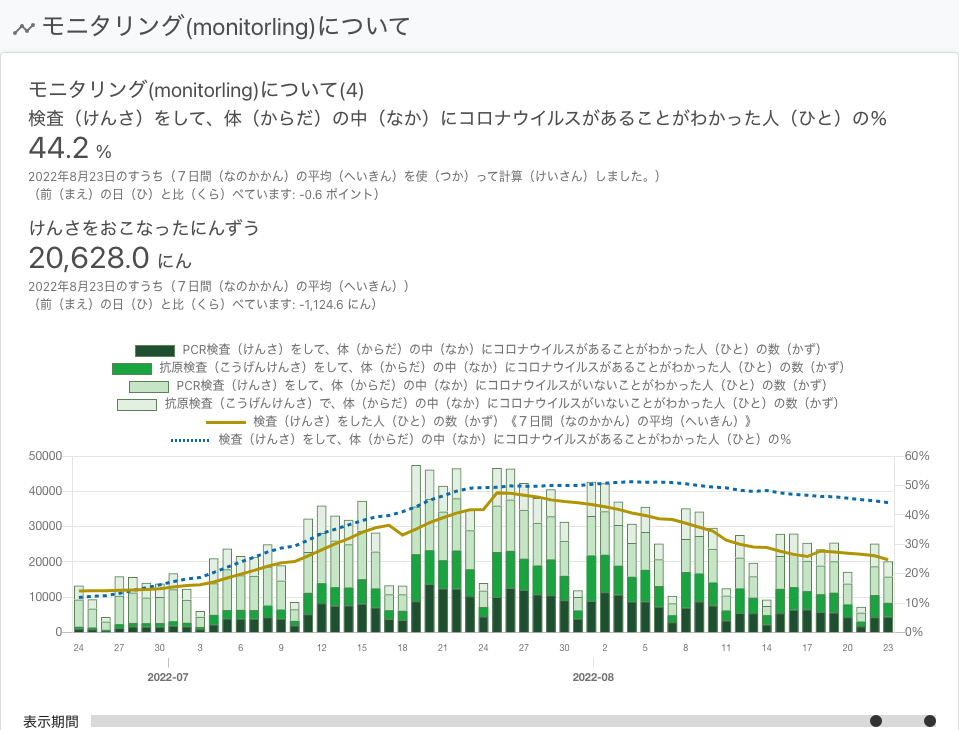 モニタリング(monitorling)について
モニタリング(monitorling)について(4)
検査（けんさ）をして、体（からだ）の中（なか）にコロナウイルスがあることがわかった人（ひと）の%
44.2 %
2022年8月23日のすうち（７日間（なのかかん）の平均（へいきん）を使（つか）って計算（けいさん）しました。）
（前（まえ）の日（ひ）と比（くら）べています: -0.6 ポイント）
けんさをおこなったにんずう
20,628.0 にん
2022年8月23日のすうち（７日間（なのかかん）の平均（へいきん））
（前（まえ）の日（ひ）と比（くら）べています: -1,124.6 にん）
PCR検査（けんさ）をして、体（からだ）の中（なか）にコロナウイルスがあることがわかった人（ひと）の数（かず）
抗原検査（こうげんけんさ）をして、体（からだ）の中（なか）にコロナウイルスがあることがわかった人（ひと）の数（かず）
PCR検査（けんさ）をして、体（からだ）の中（なか）にコロナウイルスがいないことがわかった人（ひと）の数（かず）
抗原検査（こうげんけんさ）で、体（からだ）の中（なか）にコロナウイルスがいないことがわかった人（ひと）の数（かず）
検査（けんさ）をした人（ひと）の数（かず）《７日間（なのかかん）の平均（へいきん）》
検査（けんさ）をして、体（からだ）の中（なか）にコロナウイルスがあることがわかった人（ひと）の%
50000 60%
40000 50%
30000 40%
20000 30%
10000 20%
0 10%
0%
24 27 30 3 6 9 12 15 18 21 24 27 30 2 5 8 11 14 17 20 23
2022-07 2022-08
表示期間